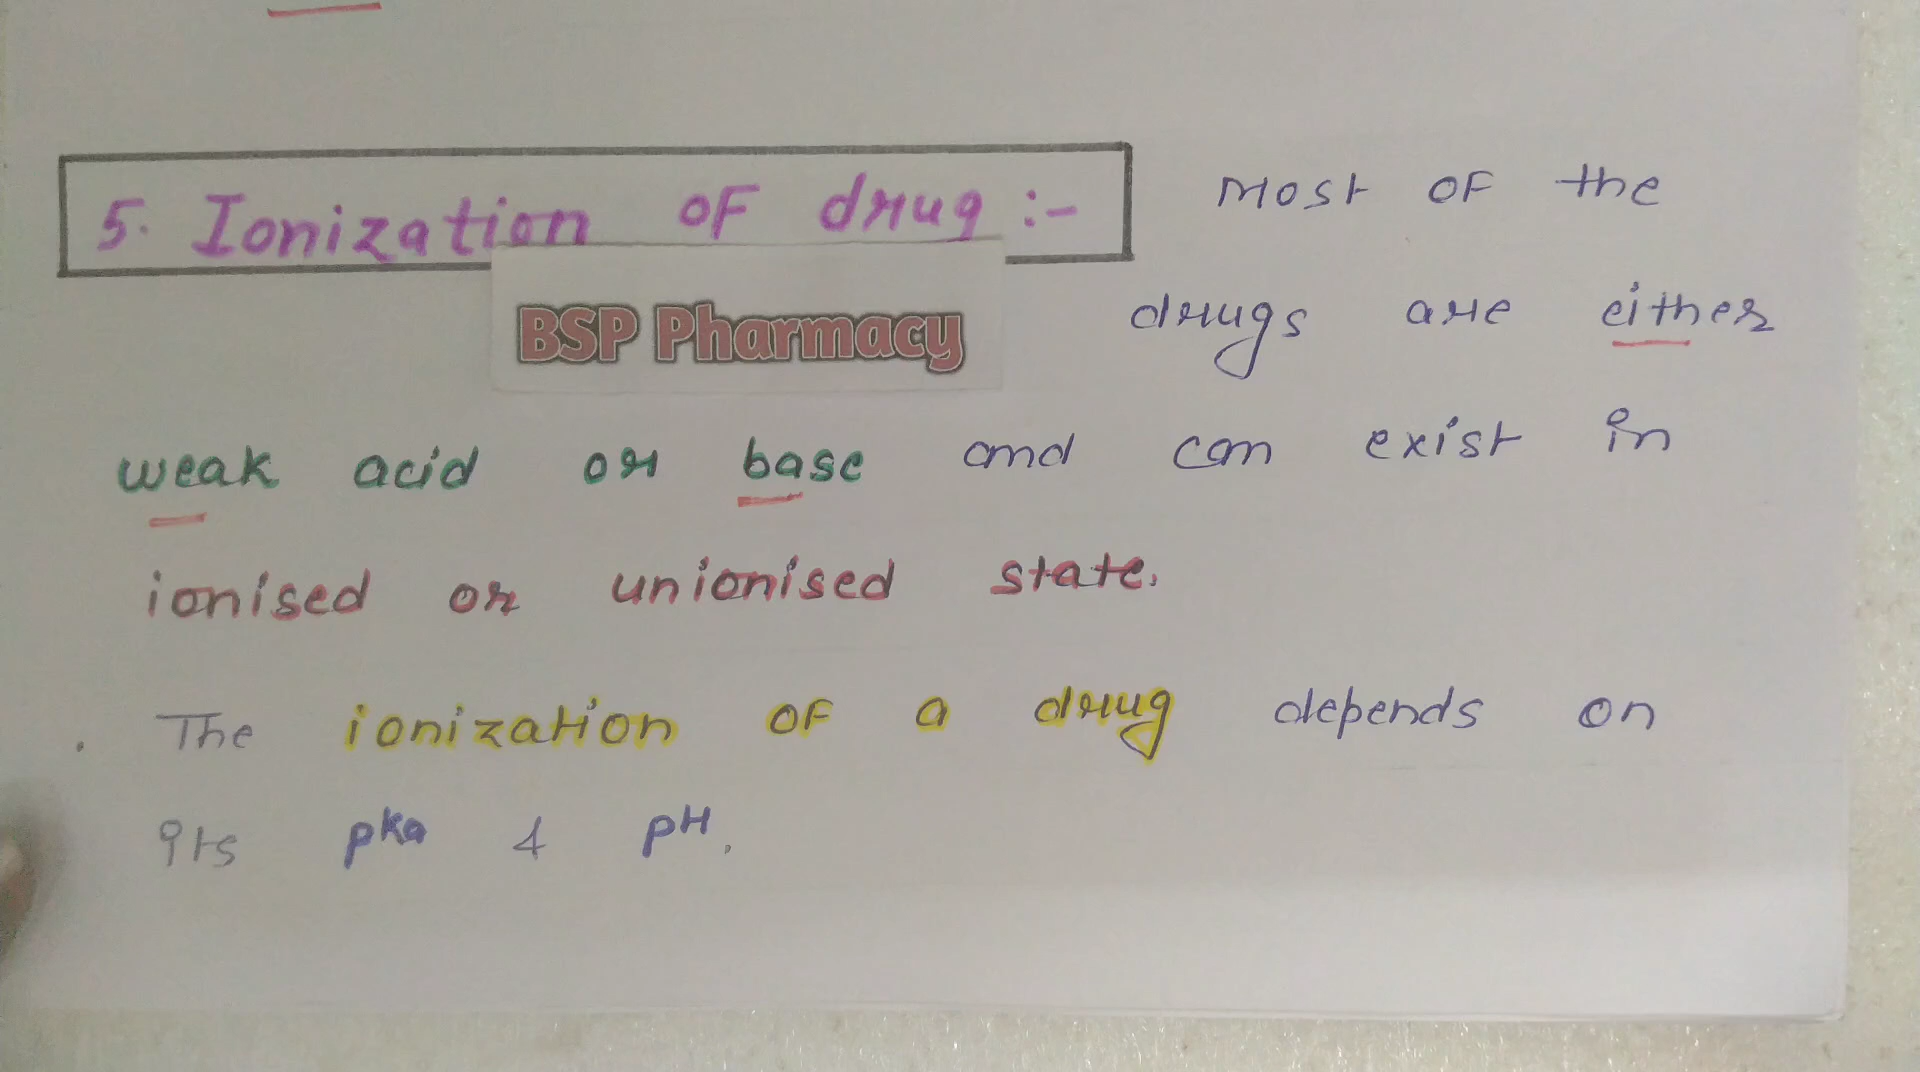 5. Ionization OF drug :- Most OF the
BSP Pharmacy
drugs are either
weak acid or base and can exist in
ionised or unionised state.
. The ionization OF a drug depends on
its pka & pH.